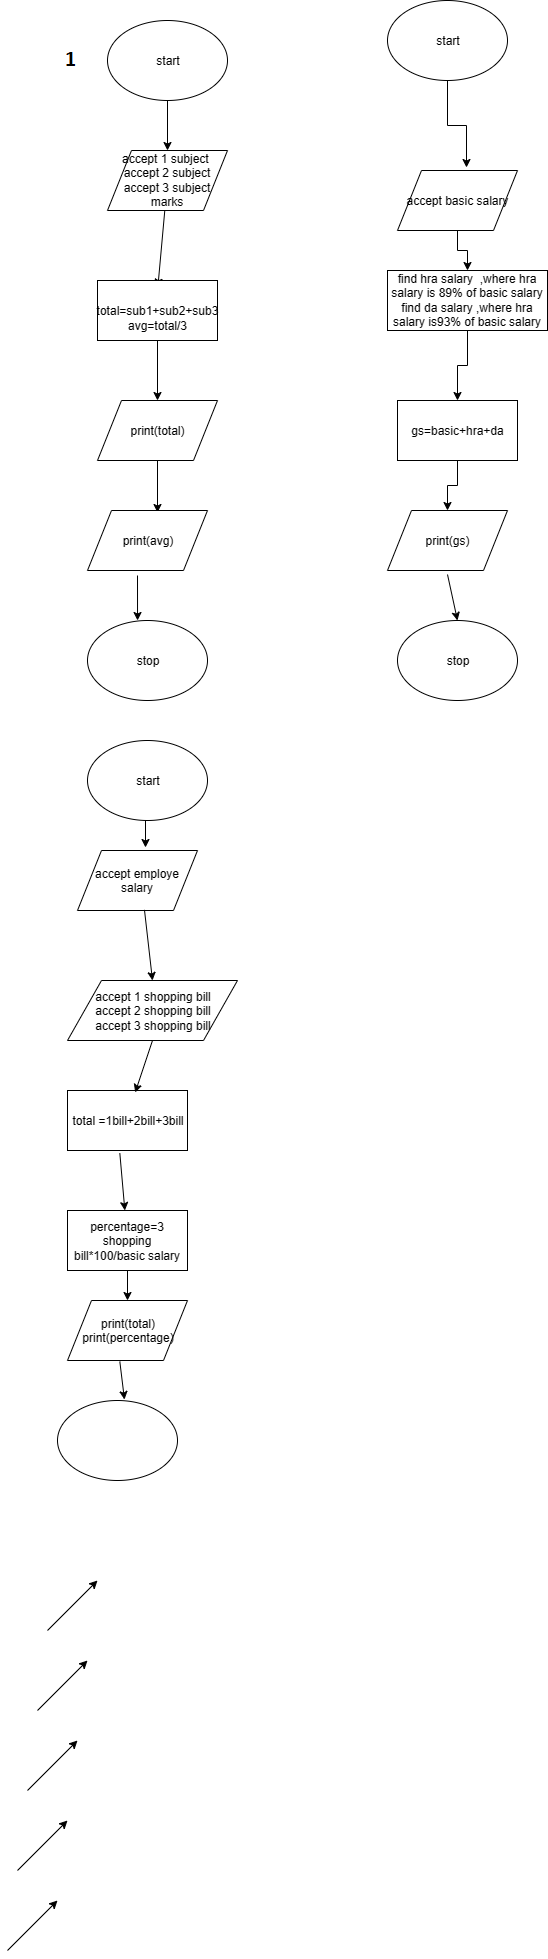 1
start
accept 1 subject
accept 2 subject
accept 3 subject
marks
total=sub1+sub2+sub3
avg=total/3
print(total)
print(avg)
stop
start
accept basic salary
find hra salary ,where hra
salary is 89% of basic salary
find da salary ,where hra
salary is93% of basic salary
gs=basic+hra+da
print(gs)
stop
start
accept employe
salary
accept 1 shopping bill
accept 2 shopping bill
accept 3 shopping bill
total =1bill+2bill+3bill
percentage=3
shopping
bill*100/basic salary
print(total)
print(percentage)